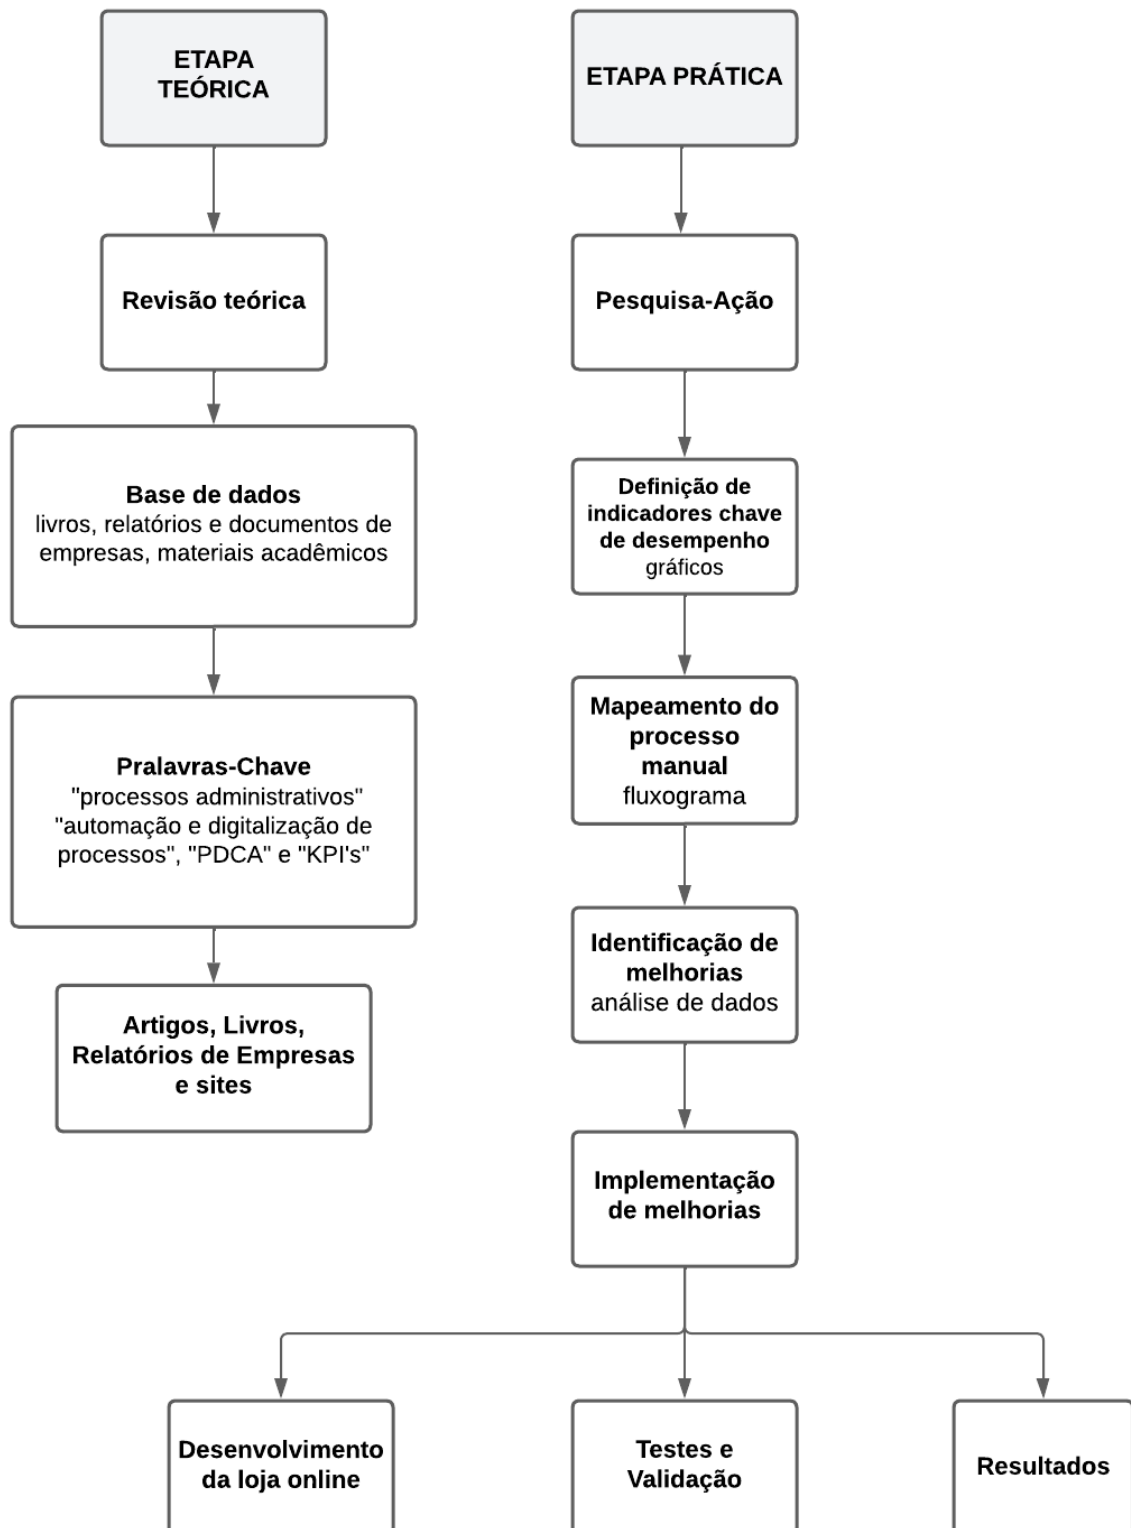 ETAPA
TEÓRICA
Revisão teórica
Base de dados
livros, relatórios e documentos de
empresas, materiais acadêmicos
Pralavras-Chave
"processos administrativos"
"automação e digitalização de
processos", "PDCA" e "KPI's"
Artigos, Livros,
Relatórios de Empresas
e sites
ETAPA PRÁTICA
Pesquisa-Ação
Definição de
indicadores chave
de desempenho
gráficos
Mapeamento do
processo
manual
fluxograma
Identificação de
melhorias
análise de dados
Implementação
de melhorias
Desenvolvimento
da loja online
Testes e
Validação
Resultados